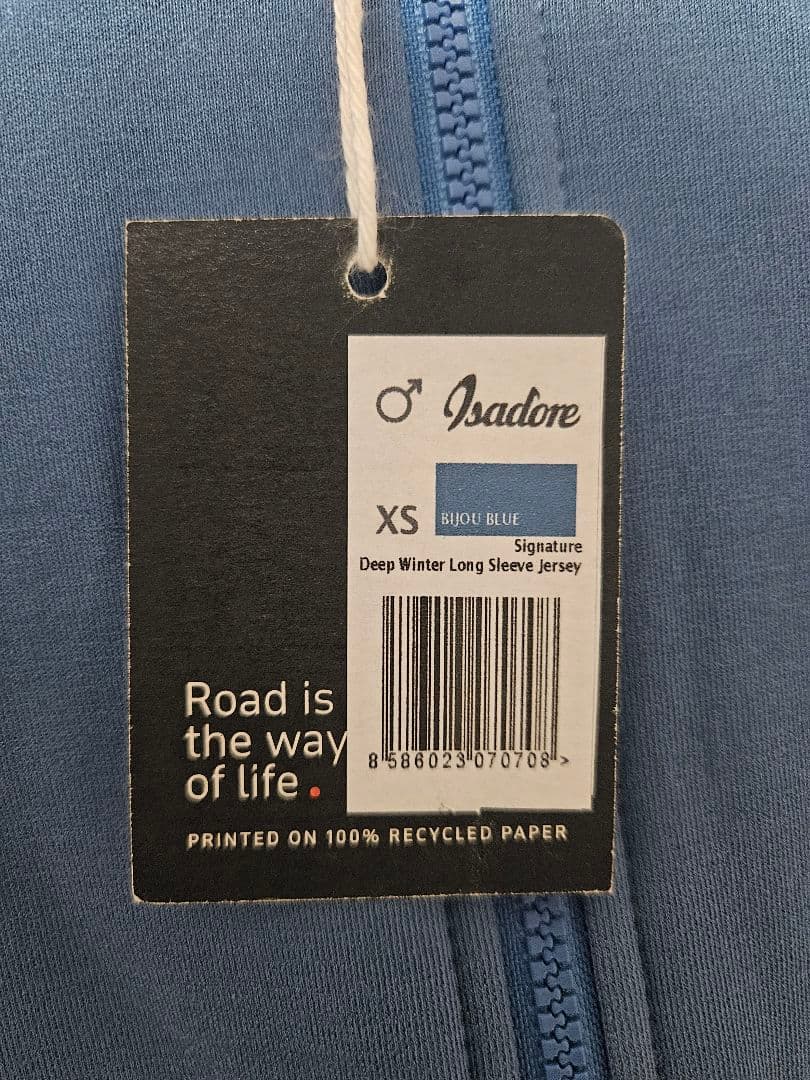 Isadore
XS
BIJOU BLUE
Signature
Deep Winter Long Sleeve Jersey
8 586023 070708 >
Road is
the way
of life.
PRINTED ON 100% RECYCLED PAPER